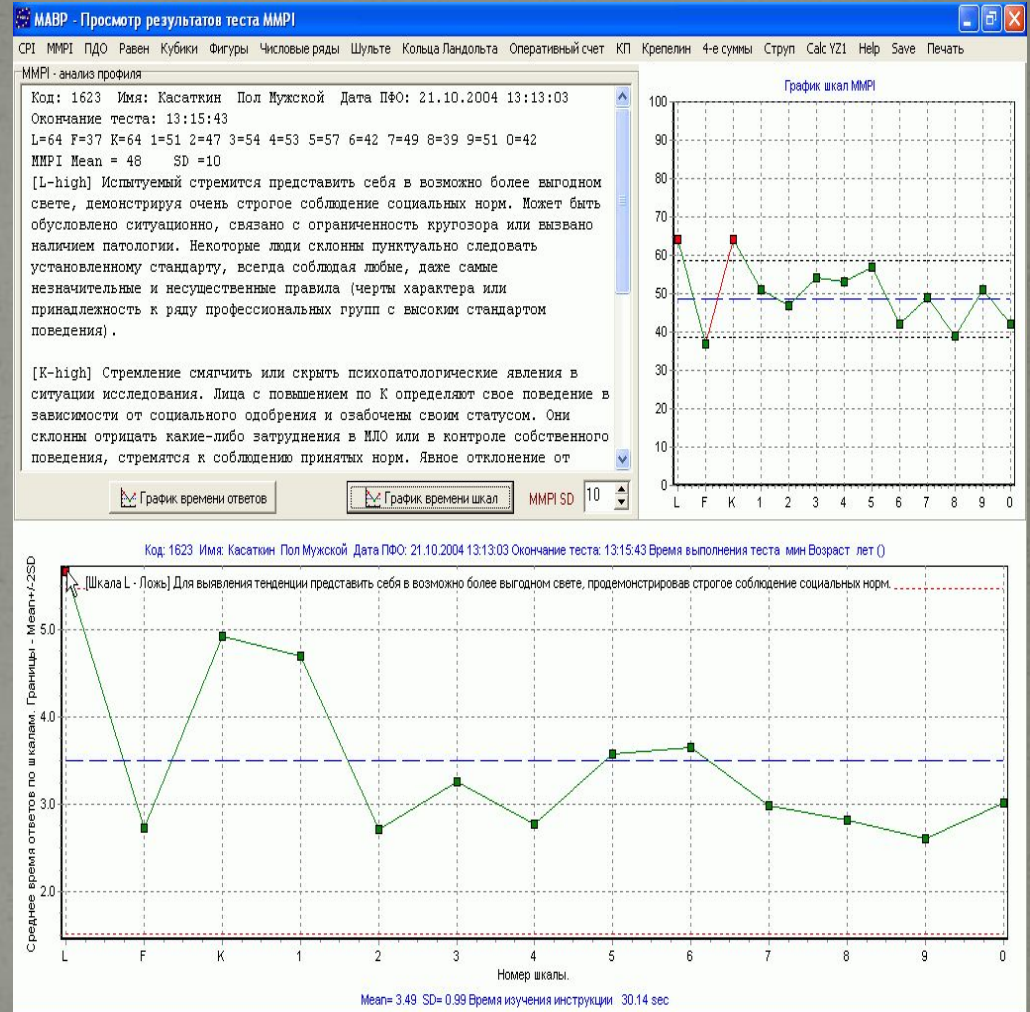 МАВР - Просмотр результатов теста MMPI
CPI MMPI ПДО Равен Кубики Фигуры Числовые ряды Шульте Кольца Ландольта Оперативный счет КП Крепелин 4-е суммы Струп Calc YZ1 Help Save Печать
MMPI - анализ профиля
Код: 1623 Имя: Касаткин Пол Мужской Дата ПФО: 21.10.2004 13:13:03
Окончание теста: 13:15:43
L=64 F=37 K=64 1=51 2=47 3=54 4=53 5=57 6=42 7=49 8=39 9=51 0=42
MMPI Mean = 48 SD =10
[L-high] Испытуемый стремится представить себя в возможно более выгодном
свете, демонстрируя очень строгое соблюдение социальных норм. Может быть
обусловлено ситуационно, связано с ограниченность кругозора или вызвано
наличием патологии. Некоторые люди склонны пунктуально следовать
установленному стандарту, всегда соблюдая любые, даже самые
незначительные и несущественные правила (черты характера или
принадлежность к ряду профессиональных групп с высоким стандартом
поведения).
[K-high] Стремление смягчить или скрыть психопатологические явления в
ситуации исследования. Лица с повышением по К определяют свое поведение в
зависимости от социального одобрения и озабочены своим статусом. Они
склонны отрицать какие-либо затруднения в МЛО или в контроле собственного
поведения, стремятся к соблюдению принятых норм. Явное отклонение от
График времени ответов
График времени шкал
MMPI SD 10
График шкал MMPI
100
90
80
70
60
50
40
30
20
10
0
L F K 1 2 3 4 5 6 7 8 9 0
Код: 1623 Имя: Касаткин Пол Мужской Дата ПФО: 21.10.2004 13:13:03 Окончание теста: 13:15:43 Время выполнения теста мин Возраст лет ()
[Шкала L - Ложь] Для выявления тенденции представить себя в возможно более выгодном свете, продемонстрировав строгое соблюдение социальных норм.
Среднее время ответов по шкалам. Границы - Mean+/-2SD
5.0
4.0
3.0
2.0
L F K 1 2 3 4 5 6 7 8 9 0
Номер шкалы.
Mean= 3.49 SD= 0.99 Время изучения инструкции 30.14 sec